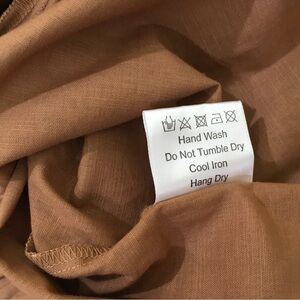 Hand Wash
Do Not Tumble Dry
Cool Iron
Hang Dry